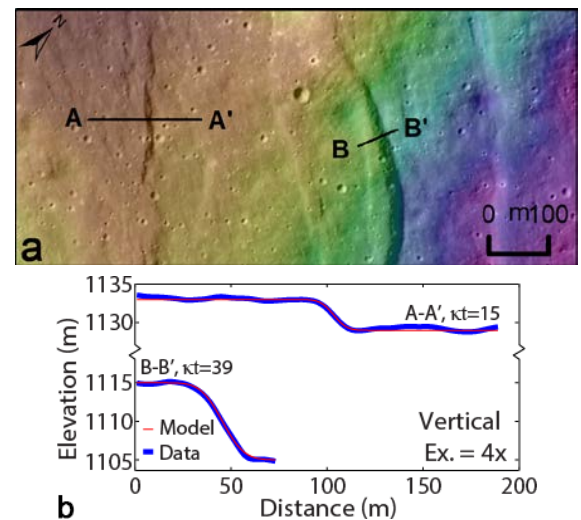 N
A A'
B B'
0 m100
a
1135
1130
1115
1110
1105
A-A', κt=15
B-B', κt=39
Model
Data
Vertical
Ex. = 4x
Elevation (m)
0 50 100 150 200
Distance (m)
b